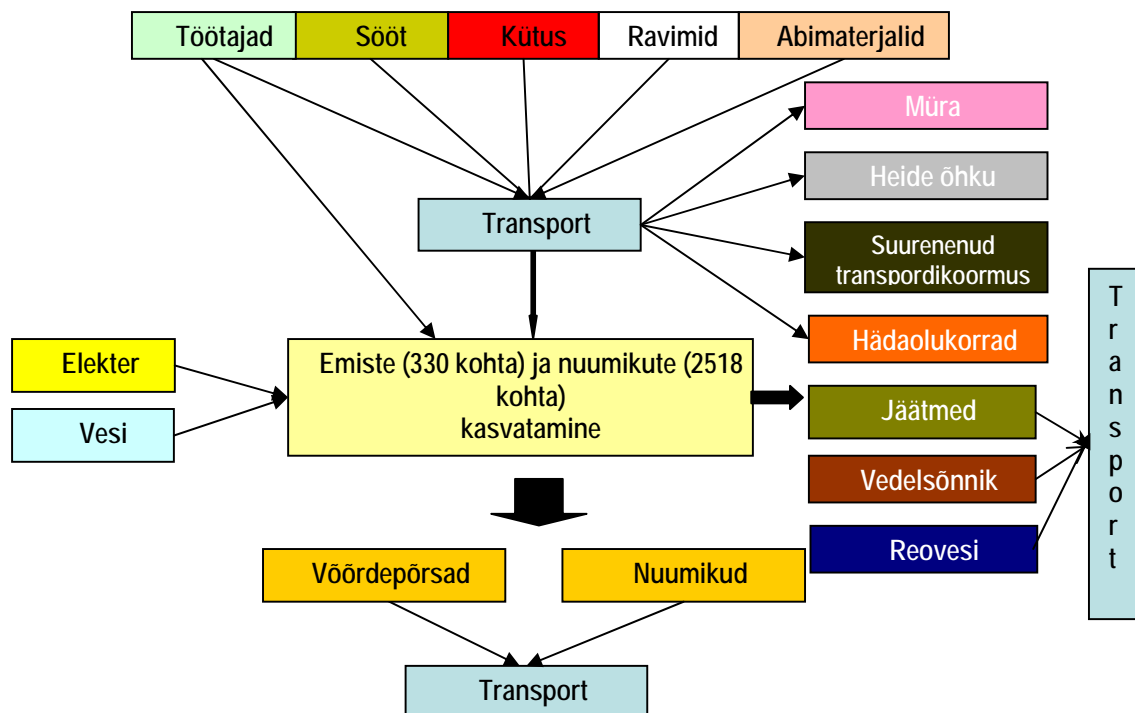 Töötajad
Sööt
Kütus
Ravimid
Abimaterjalid
Müra
Heide õhku
Transport
Suurenenud
transpordikoormus
Hädaolukorrad
Elekter
Vesi
Emiste (330 kohta) ja nuumikute (2518
kohta)
kasvatamine
Jäätmed
Vedelsõnnik
Reovesi
Transport
Võõrdepõrsad
Nuumikud
Transport